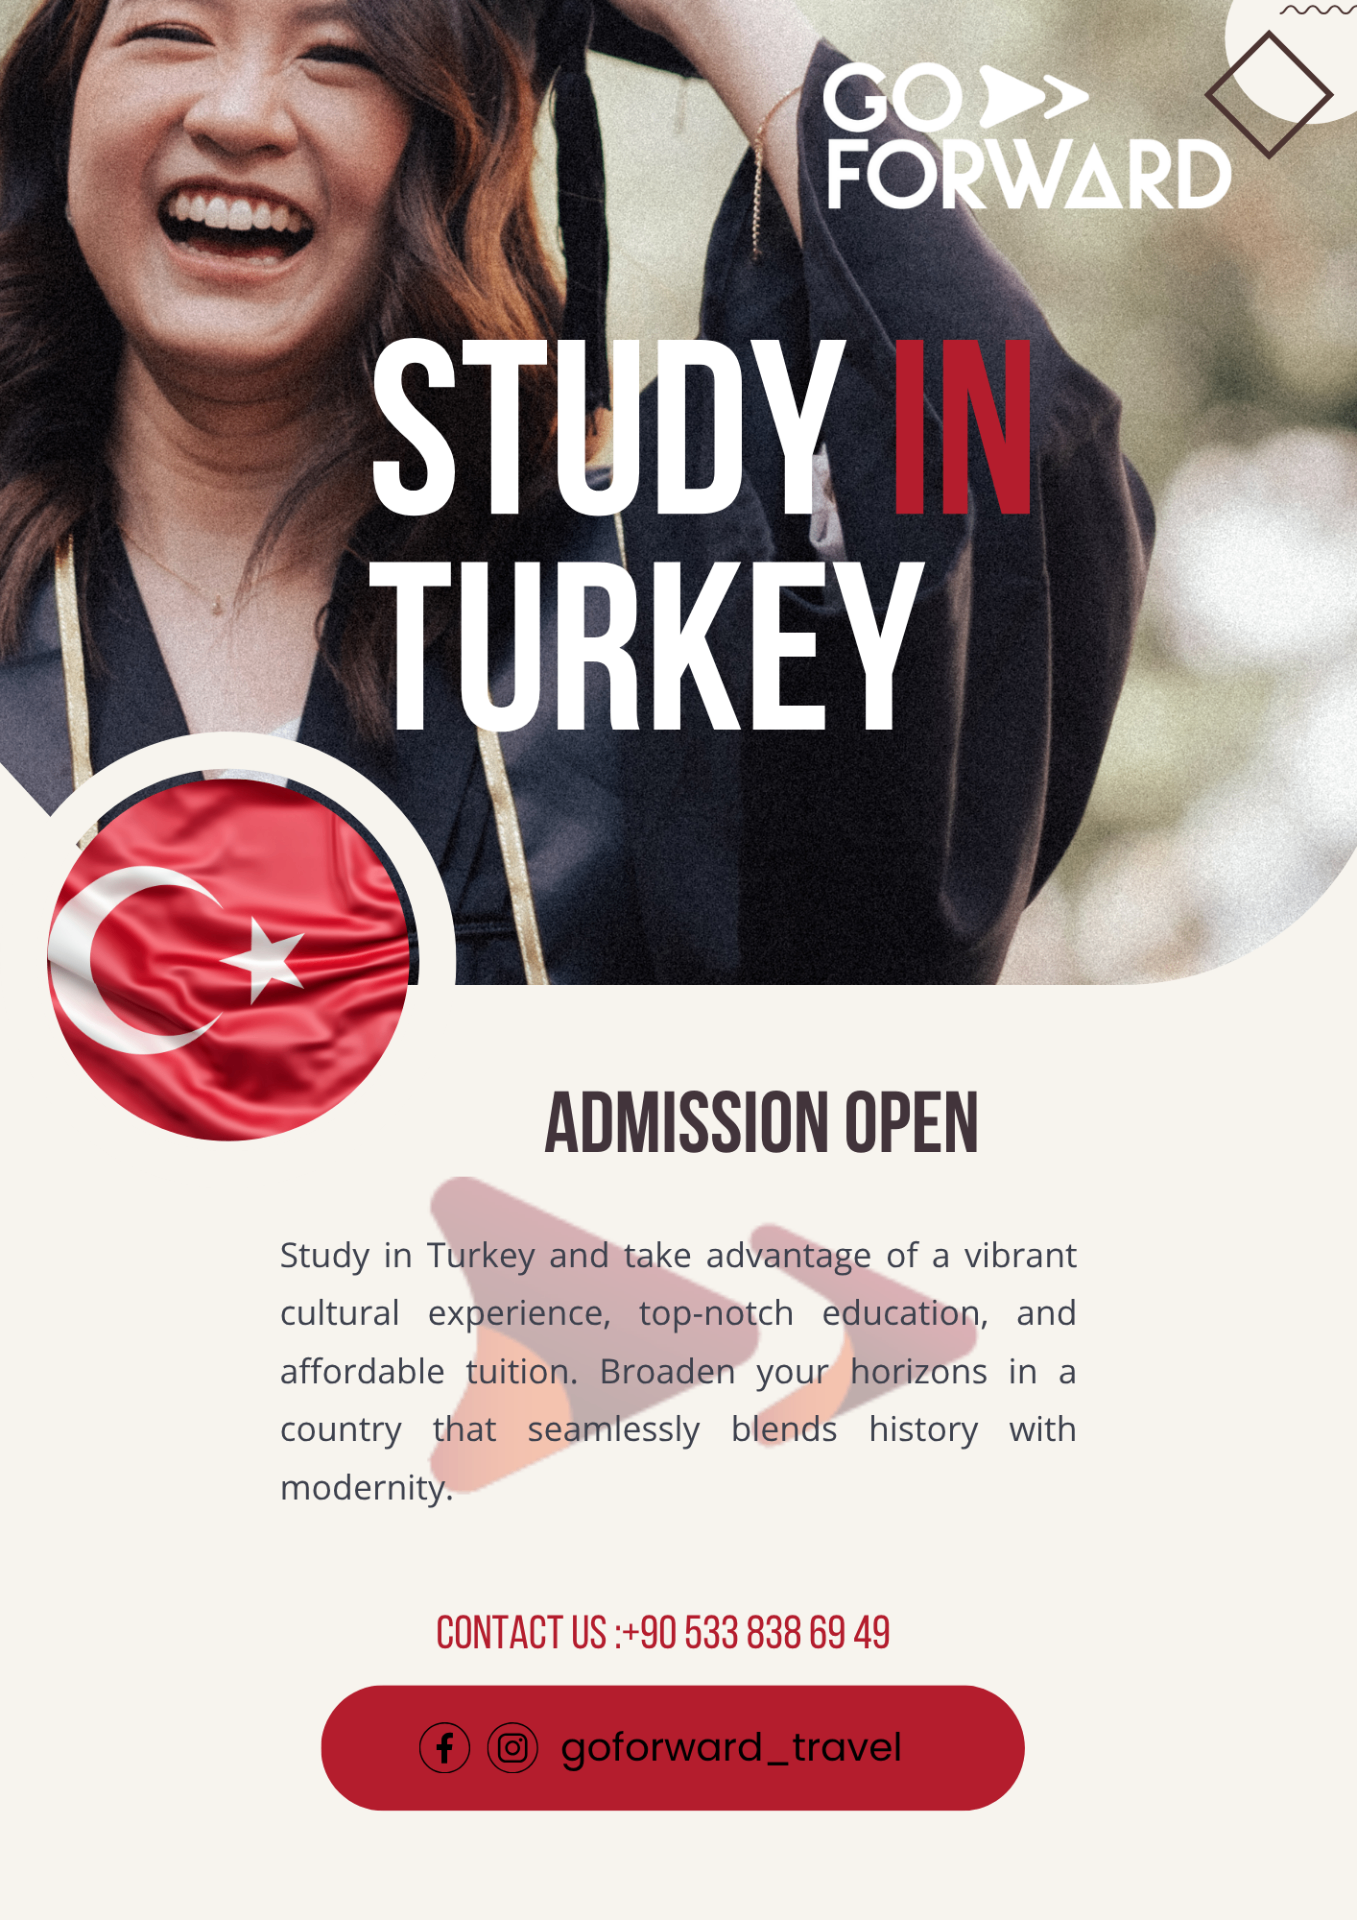 GO
FORWARD
STUDY IN
TURKEY
ADMISSION OPEN
Study in Turkey and take advantage of a vibrant
cultural experience, top-notch education, and
affordable tuition. Broaden your horizons in a
country that seamlessly blends history with
modernity.
CONTACT US :+90 533 838 69 49
goforward_travel